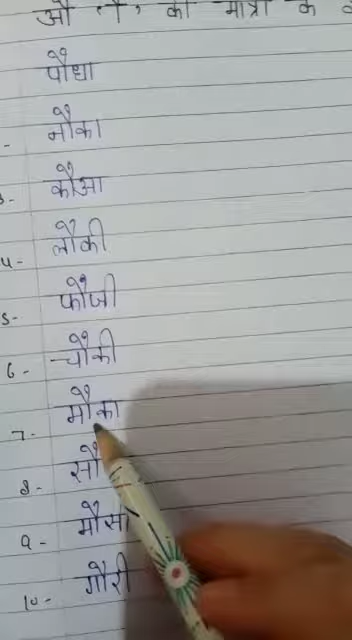 औ (ौ) की मात्रा के
पौधा
- नौका
3- कौआ
4- लौकी
5- फौजी
6- चौकी
7- मौका
8- सौ
9- मौसा
10- गौरी